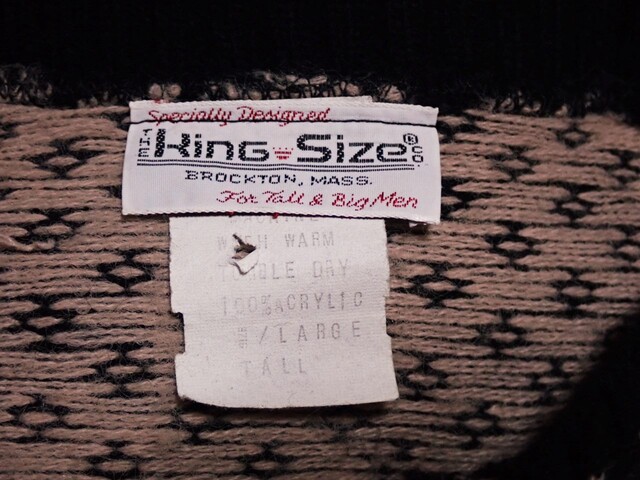 Specially Designed
THE King Size ® CO.
BROCKTON, MASS.
For Tall & Big Men
WASH WARM
TUMBLE DRY
100% ACRYLIC
/LARGE
TALL